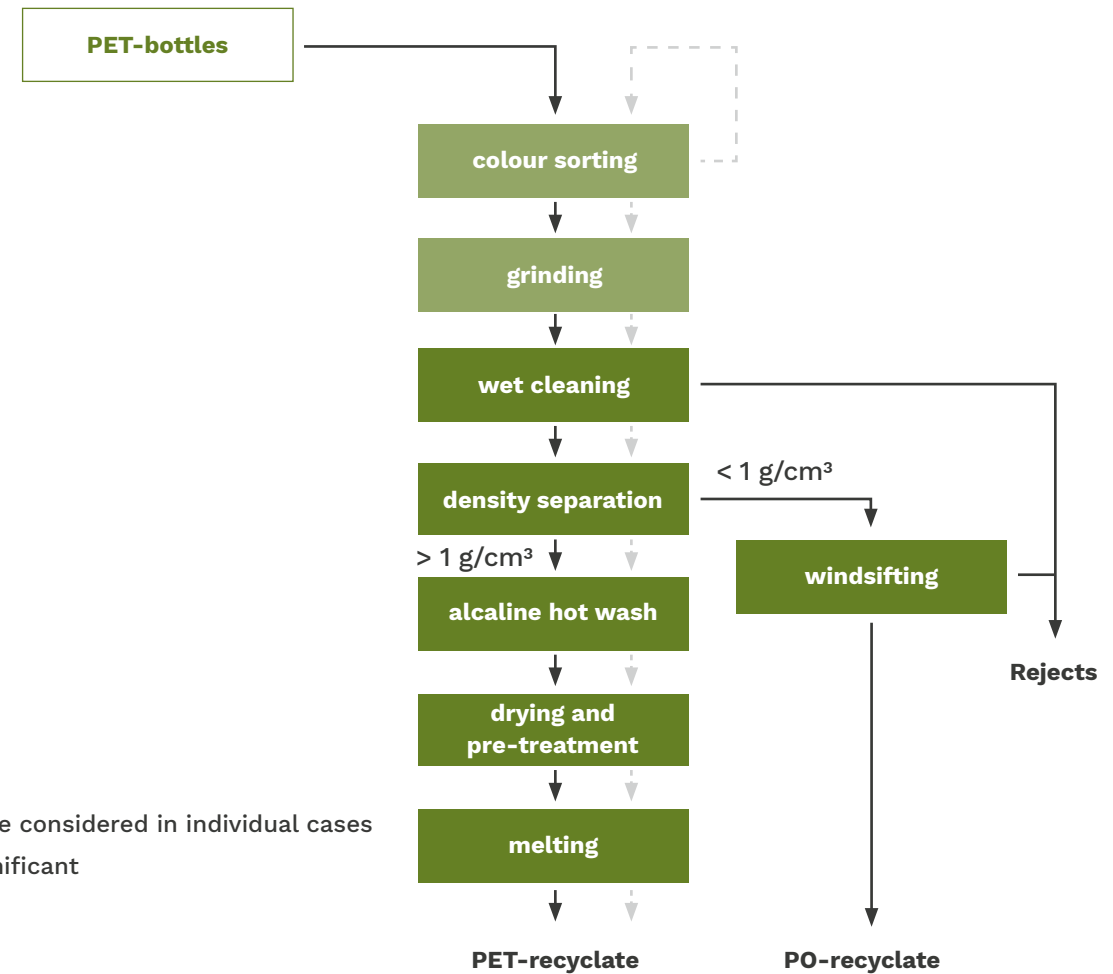 PET-bottles
colour sorting
grinding
wet cleaning
density separation
< 1 g/cm³
> 1 g/cm³
windsifting
alcaline hot wash
Rejects
drying and
pre-treatment
considered in individual cases
melting
PET-recyclate
PO-recyclate